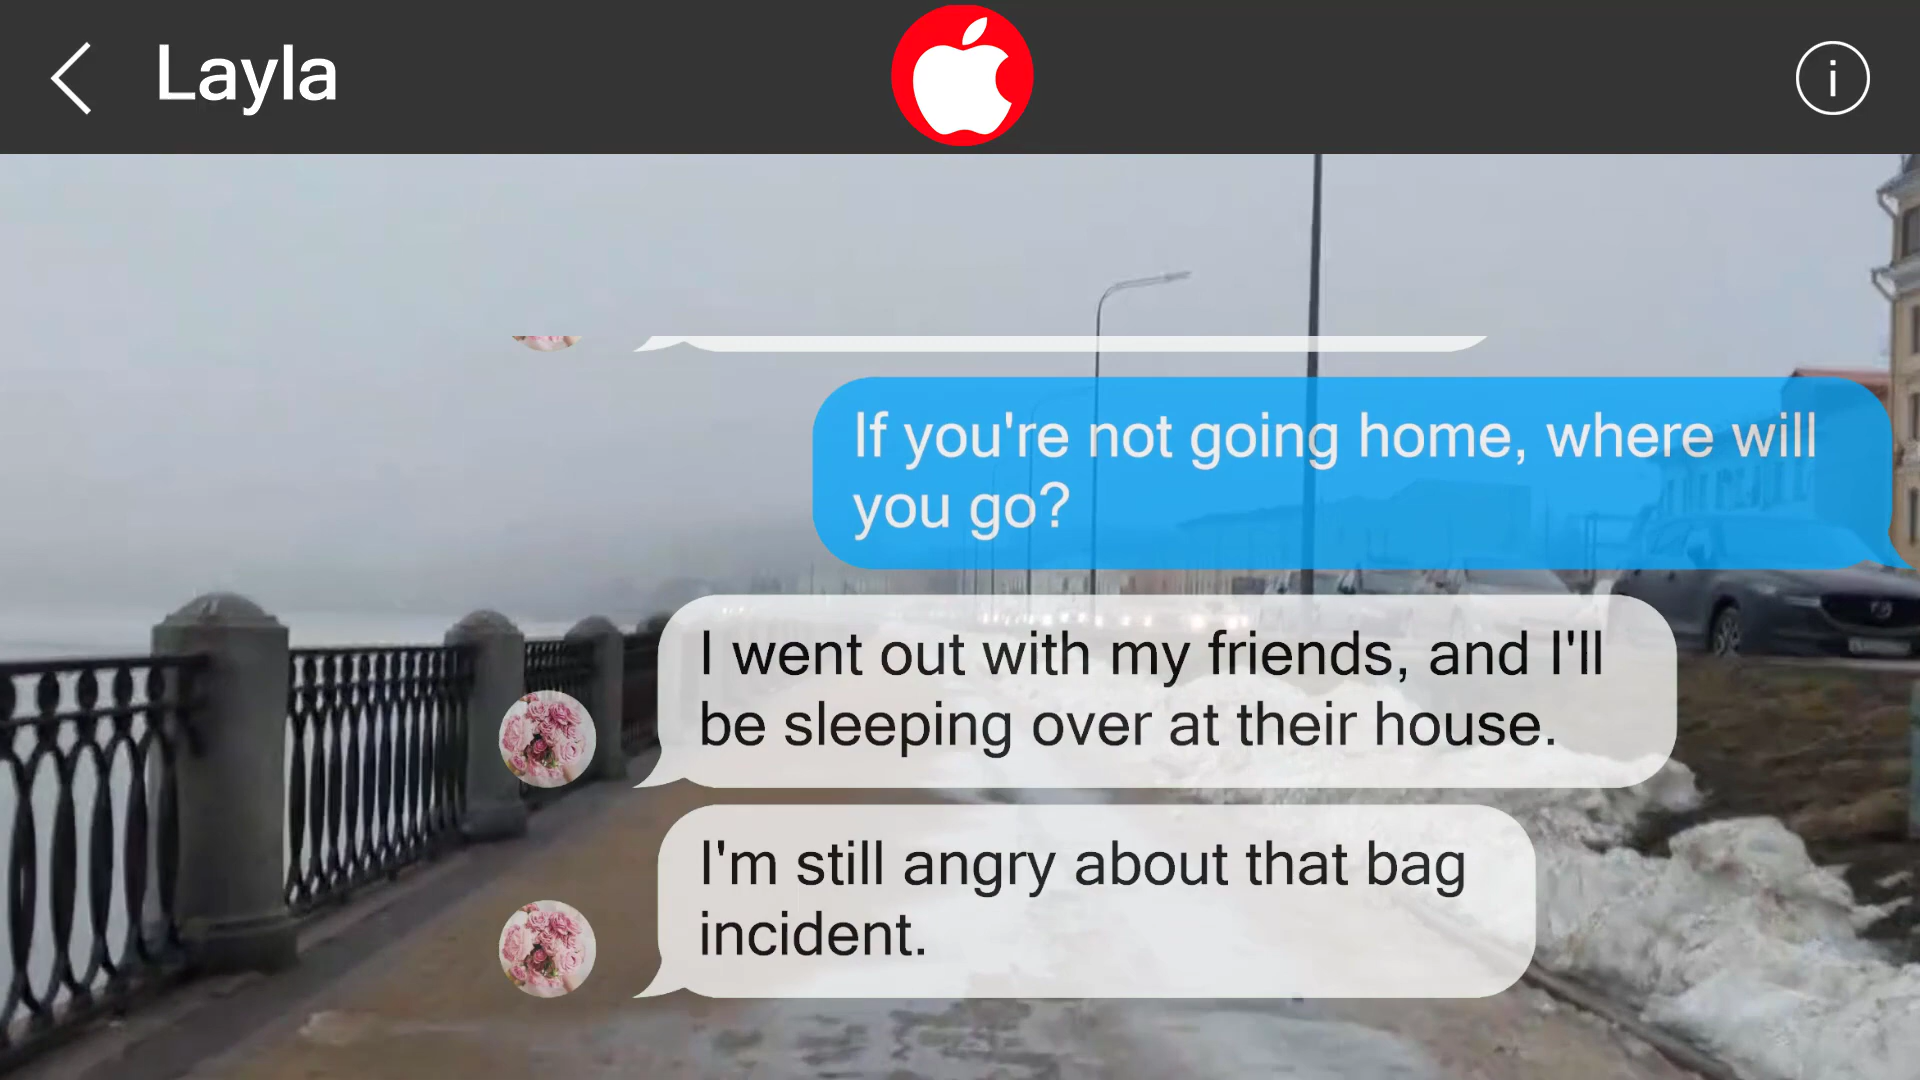 Layla
If you're not going home, where will
you go?
I went out with my friends, and I'll
be sleeping over at their house.
I'm still angry about that bag
incident.